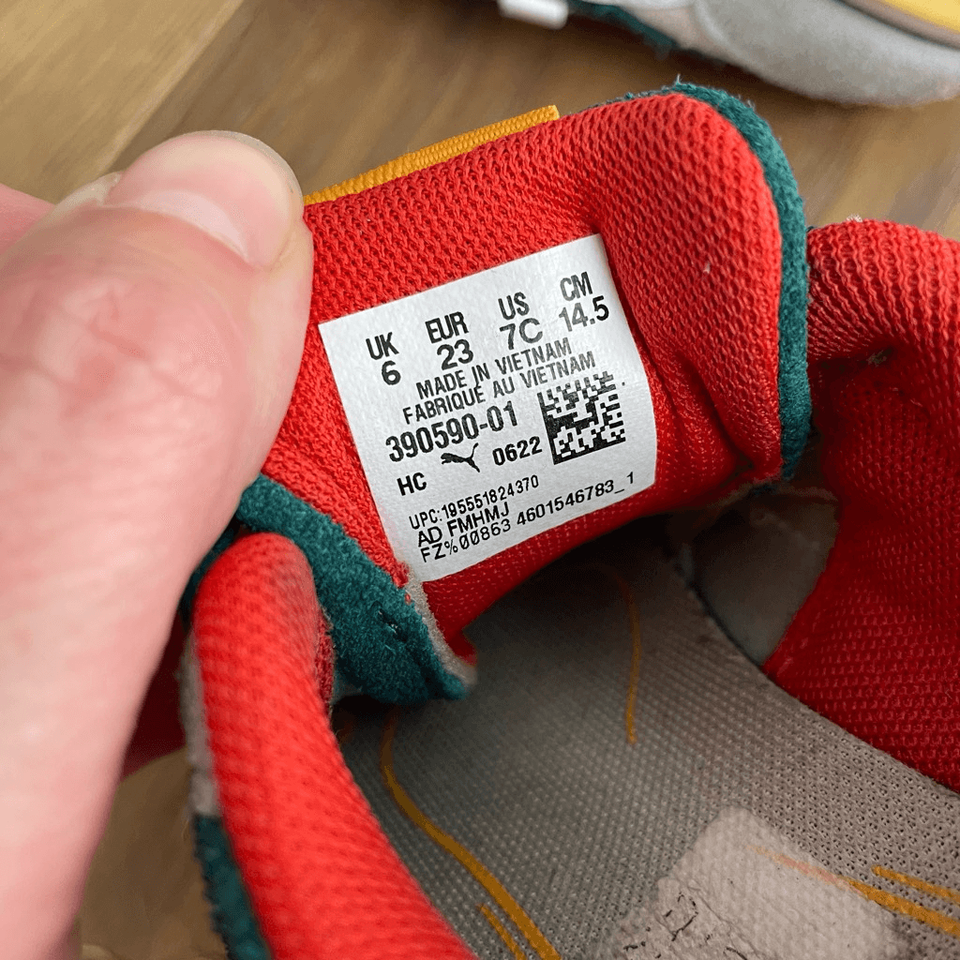 UK EUR US CM
6 23 7C 14.5
MADE IN VIETNAM
FABRIQUE AU VIETNAM
390590-01
HC 0622
UPC:195551824370
AD FMHMJ
FZ%00863 4601546783_1